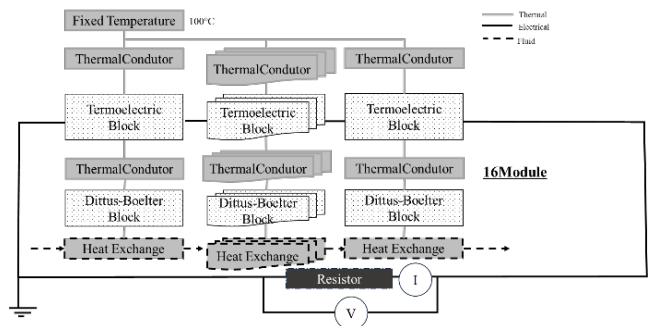 Fixed Temperature
100°C
Thermal
Electrical
Fluid
ThermalCondutor
ThermalCondutor
ThermalCondutor
Termoelectric
Block
Termoelectric
Block
Termoelectric
Block
ThermalCondutor
ThermalCondutor
ThermalCondutor
16Module
Dittus-Boelter
Block
Dittus-Boelter
Block
Dittus-Boelter
Block
Heat Exchange
Heat Exchange
Heat Exchange
Resistor
I
V